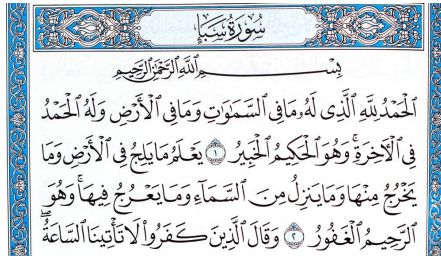 سُورَةُ سَبَإٍ
بِسْمِ ٱللَّهِ ٱلرَّحْمَٰنِ ٱلرَّحِيمِ
ٱلْحَمْدُ لِلَّهِ ٱلَّذِى لَهُۥ مَا فِى ٱلسَّمَٰوَٰتِ وَمَا فِى ٱلْأَرْضِ وَلَهُ ٱلْحَمْدُ
فِى ٱلْأَخِرَةِ ۚ وَهُوَ ٱلْحَكِيمُ ٱلْخَبِيرُ ١ يَعْلَمُ مَا يَلِجُ فِى ٱلْأَرْضِ وَمَا
يَخْرُجُ مِنْهَا وَمَا يَنزِلُ مِنَ ٱلسَّمَآءِ وَمَا يَعْرُجُ فِيهَا ۚ وَهُوَ
ٱلرَّحِيمُ ٱلْغَفُورُ ٢ وَقَالَ ٱلَّذِينَ كَفَرُوا۟ لَا تَأْتِينَا ٱلسَّاعَةُ ۖ